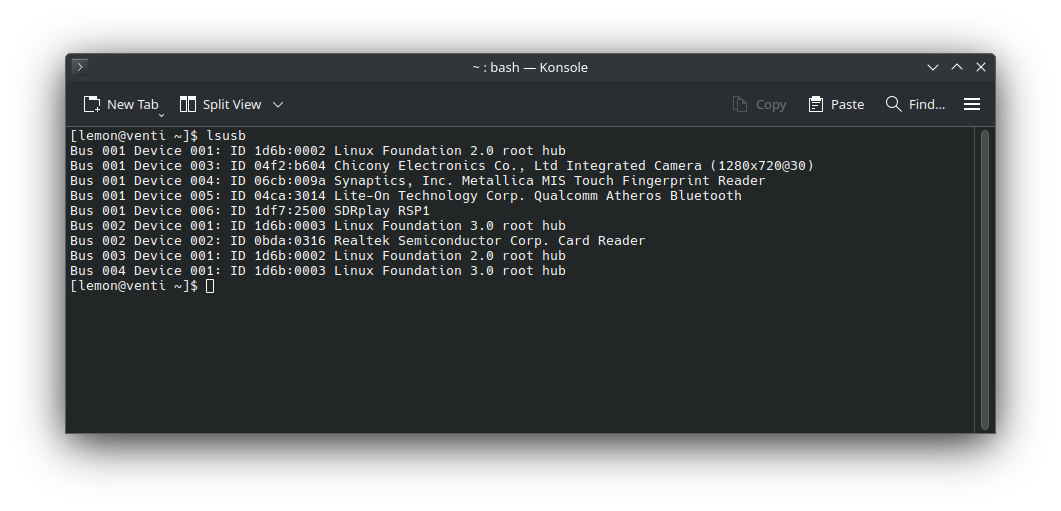 ~ : bash — Konsole
New Tab Split View Copy Paste Find...
[lemon@venti ~]$ lsusb
Bus 001 Device 001: ID 1d6b:0002 Linux Foundation 2.0 root hub
Bus 001 Device 003: ID 04f2:b604 Chicony Electronics Co., Ltd Integrated Camera (1280x720@30)
Bus 001 Device 004: ID 06cb:009a Synaptics, Inc. Metallica MIS Touch Fingerprint Reader
Bus 001 Device 005: ID 04ca:3014 Lite-On Technology Corp. Qualcomm Atheros Bluetooth
Bus 001 Device 006: ID 1df7:2500 SDRplay RSP1
Bus 002 Device 001: ID 1d6b:0003 Linux Foundation 3.0 root hub
Bus 002 Device 002: ID 0bda:0316 Realtek Semiconductor Corp. Card Reader
Bus 003 Device 001: ID 1d6b:0002 Linux Foundation 2.0 root hub
Bus 004 Device 001: ID 1d6b:0003 Linux Foundation 3.0 root hub
[lemon@venti ~]$